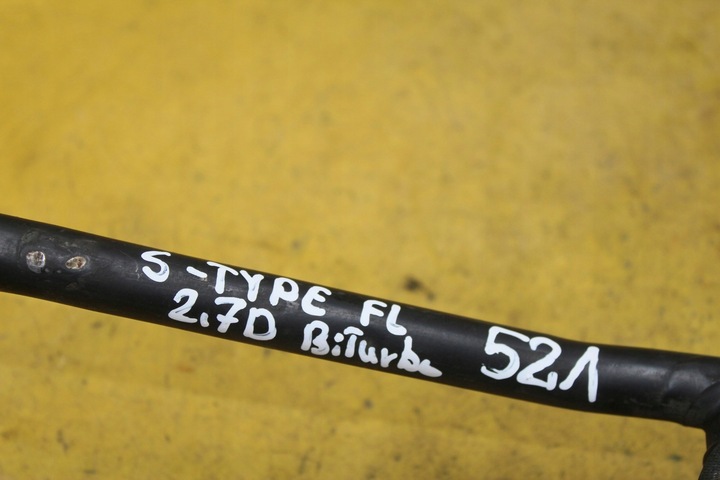 S-TYPE FL
2.7D BiTurbo
521